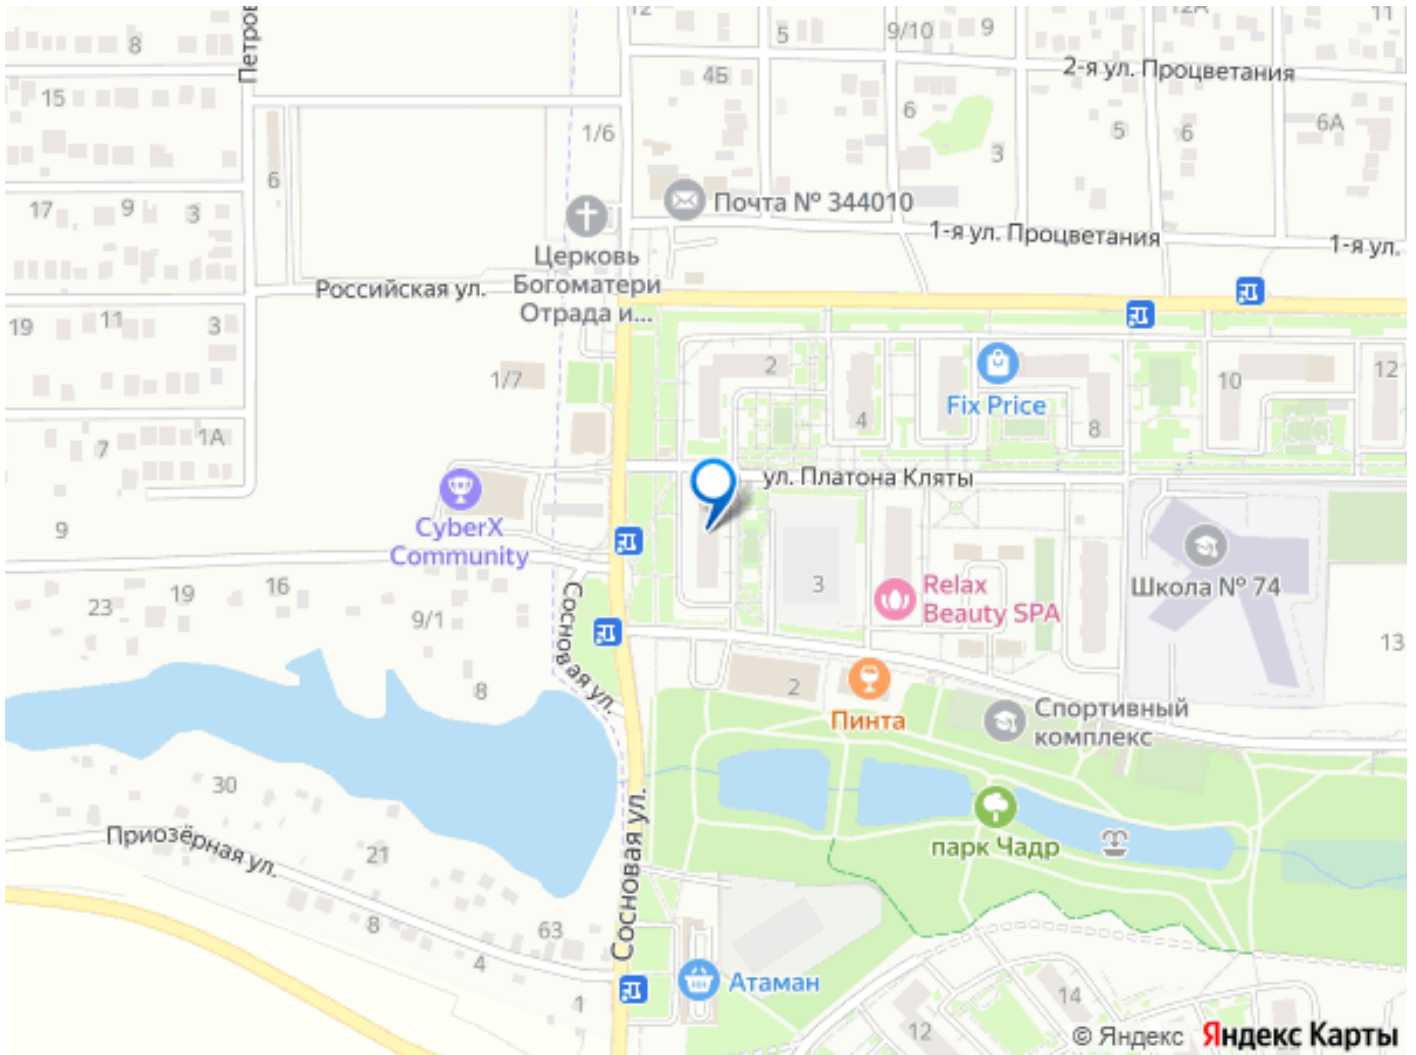 12
12А
11
Петров
8
5
9/10
9
2-я ул. Процветания
4Б
15
1/6
6
5
6
6А
3
6
17
9
3
Почта № 344010
1-я ул. Процветания
1-я ул.
Церковь
Богоматери
Отрада и...
Российская ул.
19
11
3
2
Fix Price
10
12
1/7
4
8
7
1А
ул. Платона Кляты
CyberX
Community
9
Школа № 74
3
Relax
Beauty SPA
23
19
16
9/1
Сосновая ул.
13
8
2
Пинта
Спортивный
комплекс
30
Приозёрная ул.
21
Сосновая ул.
парк Чадр
8
63
4
1
Атаман
14
12
© Яндекс Яндекс Карты